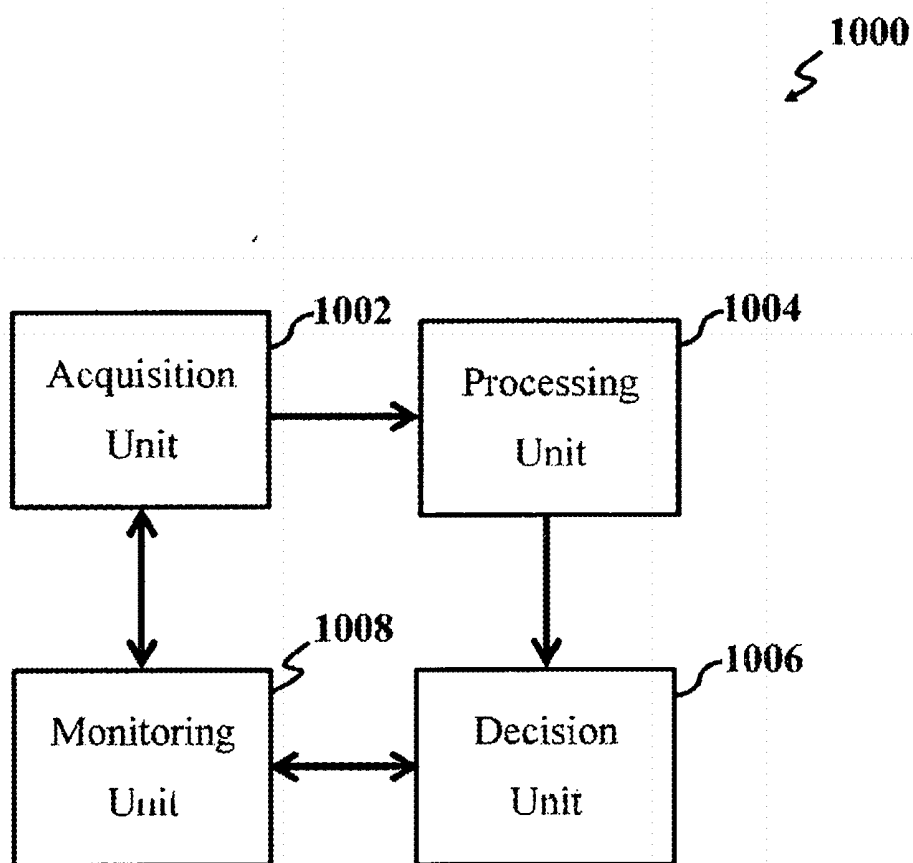 1000
1002
Acquisition
Unit
1004
Processing
Unit
1008
Monitoring
Unit
1006
Decision
Unit